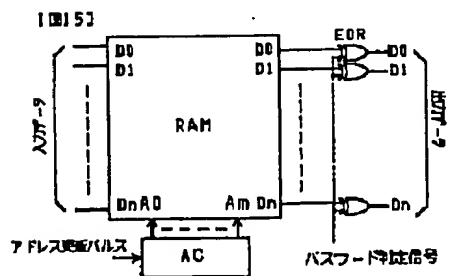 [図15]
EOR
D0 D0 D0
D1 D1 D1
RAM
入力データ
出力データ
Dn A0 Am Dn Dn
アドレス更新パルス
AC
パスワード判定信号